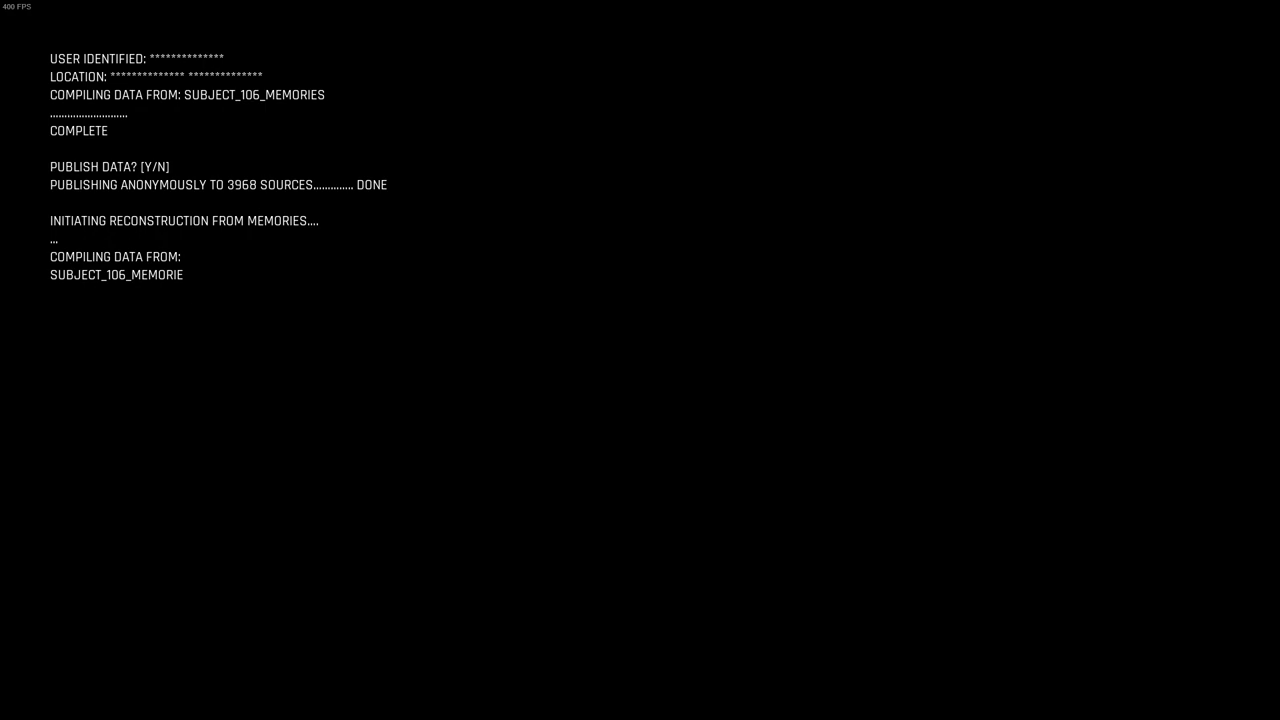 400 FPS
USER IDENTIFIED: **************
LOCATION: ************** **************
COMPILING DATA FROM: SUBJECT_106_MEMORIES
...........................
COMPLETE
PUBLISH DATA? [Y/N]
PUBLISHING ANONYMOUSLY TO 3968 SOURCES.............. DONE
INITIATING RECONSTRUCTION FROM MEMORIES....
...
COMPILING DATA FROM:
SUBJECT_106_MEMORIE